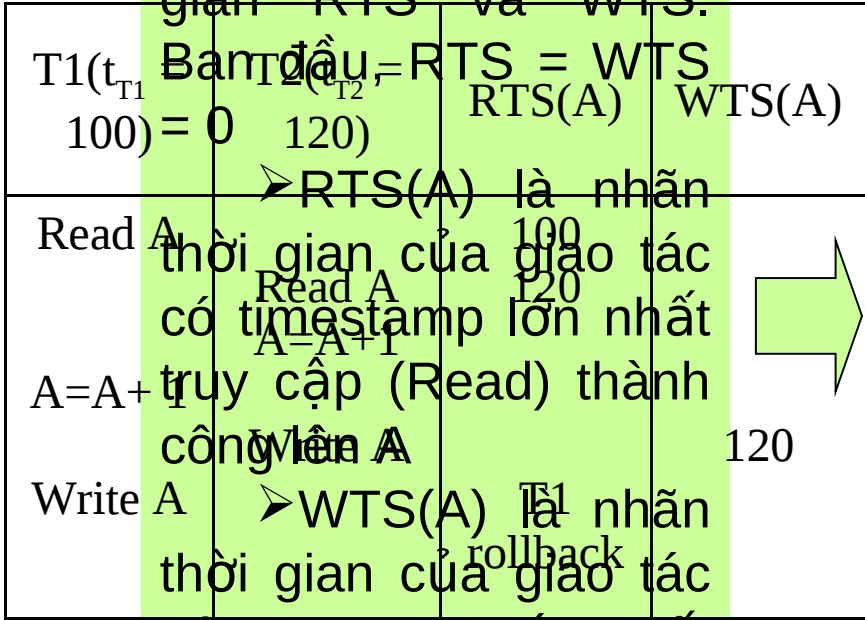 gian RTS và WTS.
Ban đầu, RTS = WTS
= 0
➢RTS(A) là nhãn
thời gian của giao tác
có timestamp lớn nhất
truy cập (Read) thành
công lên A
➢WTS(A) là nhãn
thời gian của giao tác
T1(tT1 =
100)
T2(tT2 =
120)
RTS(A)
WTS(A)
Read A
100
Read A
120
A=A+1
A=A+ 1
Write A
120
Write A
T1
rollback